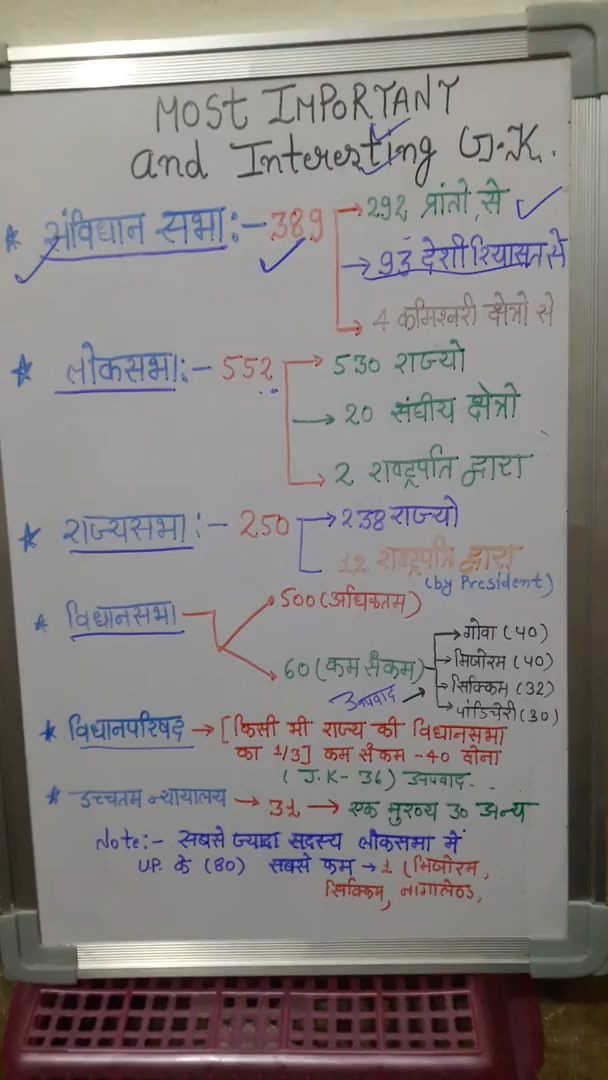 MOST IMPORTANT
and Interesting G.K.
* संविधान सभा:- 389 → 292 प्रांतो से
→ 93 देशी रियासत से
→ 4 कमिश्नरी क्षेत्रो से
* लोकसभा:- 552 → 530 राज्यो
→ 20 संघीय क्षेत्रो
→ 2 राष्ट्रपति द्वारा
* राज्यसभा:- 250 → 238 राज्यो
12 राष्ट्रपति द्वारा
(by President)
* विधानसभा 500 (अधिकतम)
60 (कम से कम)
अपवाद →
→ गोवा (40)
→ मिजोरम (40)
→ सिक्किम (32)
→ पांडिचेरी (30)
* विधानपरिषद → [किसी भी राज्य की विधानसभा
का 1/3] कम से कम - 40 होना
(J.K- 36) अपवाद..
* उच्चतम न्यायालय → 31 → एक मुख्य 30 अन्य
Note:- सबसे ज्यादा सदस्य लोकसभा में
U.P. के (80) सबसे कम → 1 (मिजोरम,
सिक्किम, नागालैण्ड,